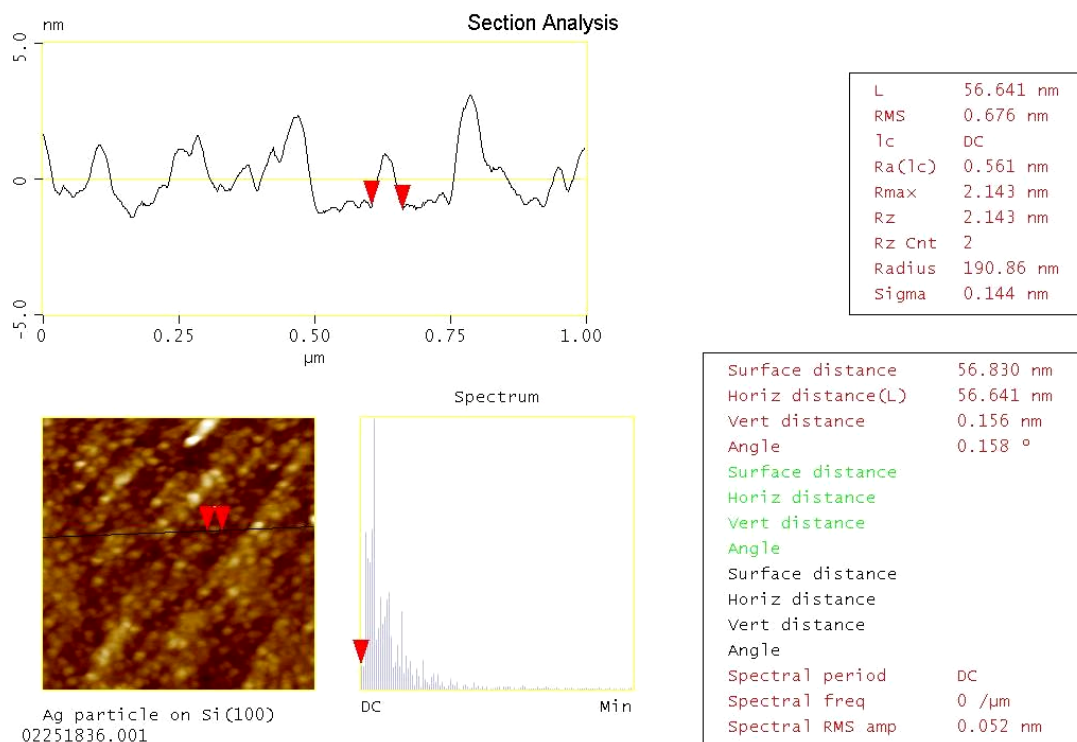 Section Analysis
nm
5.0
0
-5.0
0 0.25 0.50 0.75 1.00
µm
L 56.641 nm
RMS 0.676 nm
lc DC
Ra(lc) 0.561 nm
Rmax 2.143 nm
Rz 2.143 nm
Rz Cnt 2
Radius 190.86 nm
Sigma 0.144 nm
Surface distance 56.830 nm
Horiz distance(L) 56.641 nm
Vert distance 0.156 nm
Angle 0.158 º
Surface distance
Horiz distance
Vert distance
Angle
Surface distance
Horiz distance
Vert distance
Angle
Spectral period DC
Spectral freq 0 /µm
Spectral RMS amp 0.052 nm
Spectrum
DC Min
Ag particle on Si(100)
02251836.001